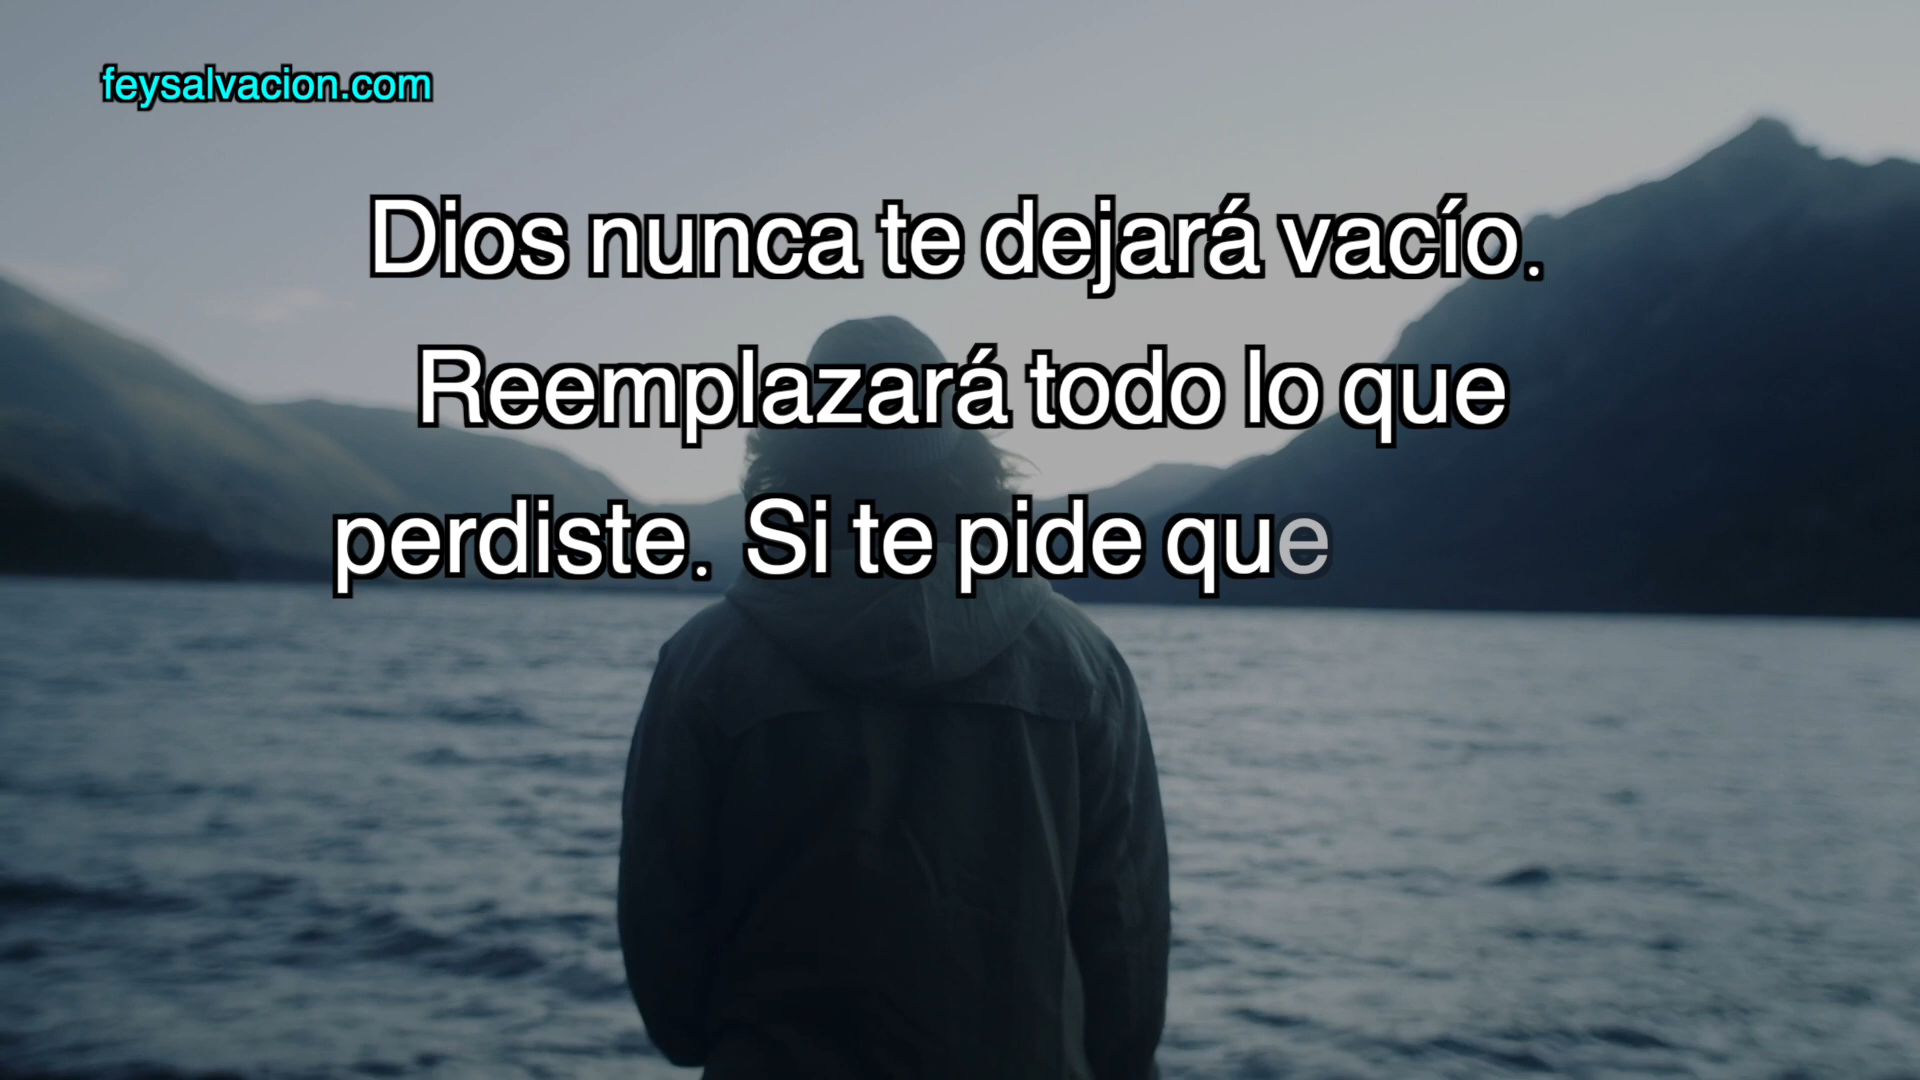 feysalvacion.com
Dios nunca te dejará vacío.
Reemplazará todo lo que
perdiste. Si te pide que